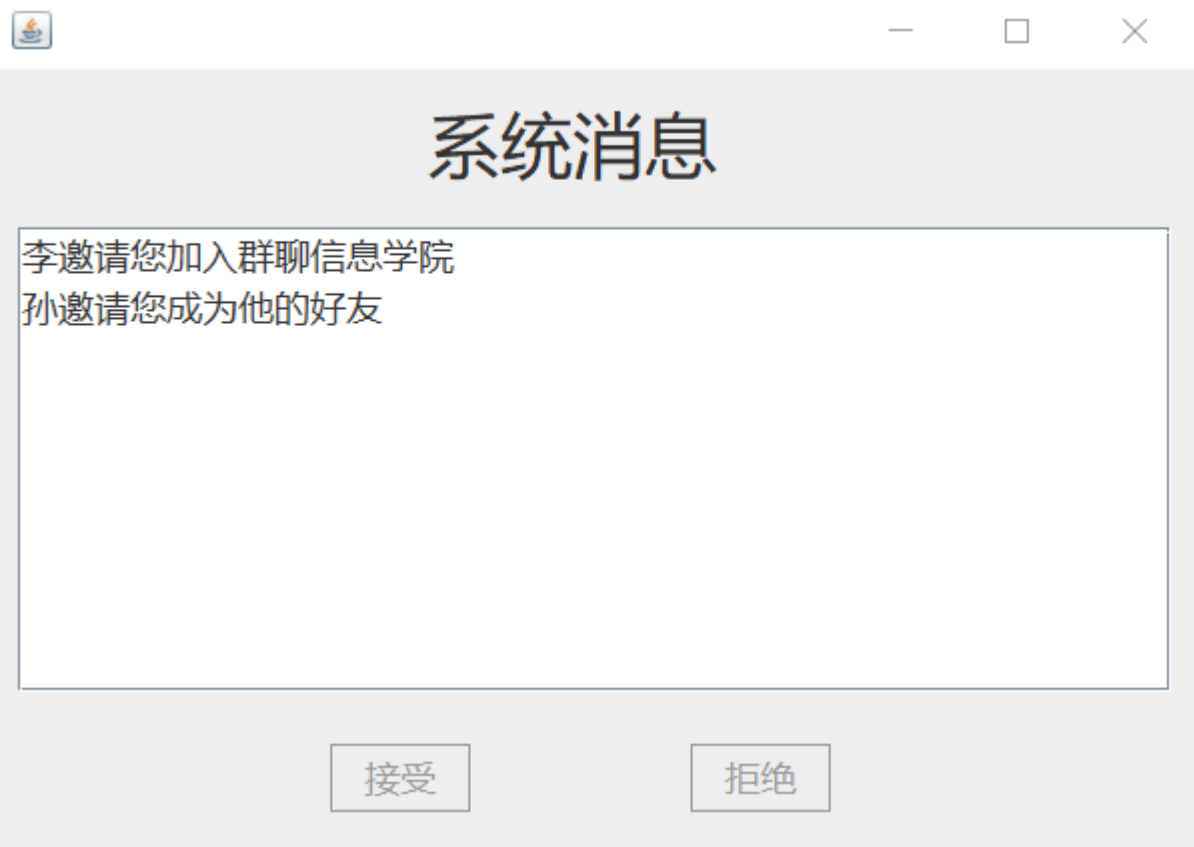 系统消息
李邀请您加入群聊信息学院
孙邀请您成为他的好友
接受
拒绝